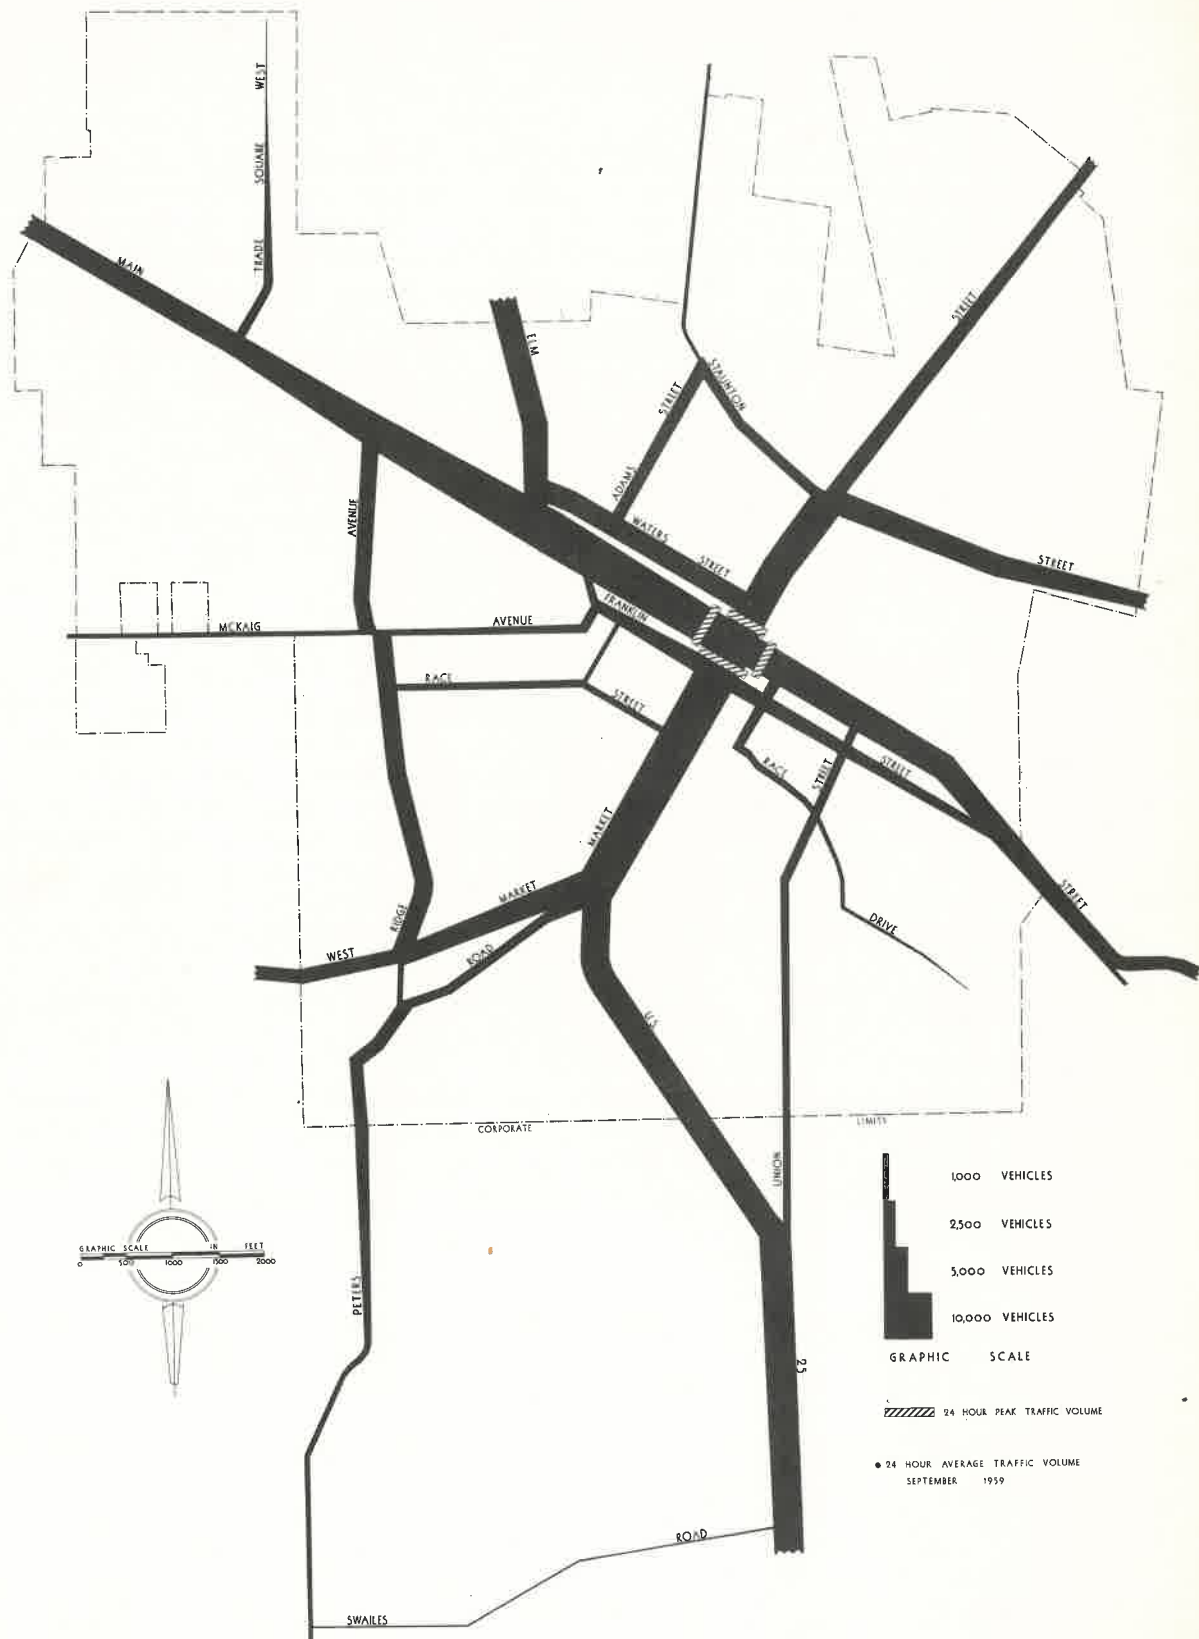 TRADE SQUARE WEST
MAIN
ELM
STREET
STAUNTON
STREET
ADAMS
STREET
AVENUE
WATERS
STREET
STREET
MCKAIG
AVENUE
FRANKLIN
RACE
STREET
RACE
STREET
STREET
MARKET
MARKET
STREET
RIDGE
DRIVE
WEST
ROAD
U.S.
CORPORATE
LIMITS
UNION
1,000 VEHICLES
2,500 VEHICLES
5,000 VEHICLES
10,000 VEHICLES
GRAPHIC SCALE
GRAPHIC SCALE IN FEET
0 500 1000 1500 2000
PETERS
25
24 HOUR PEAK TRAFFIC VOLUME
24 HOUR AVERAGE TRAFFIC VOLUME
SEPTEMBER 1959
ROAD
SWAILES